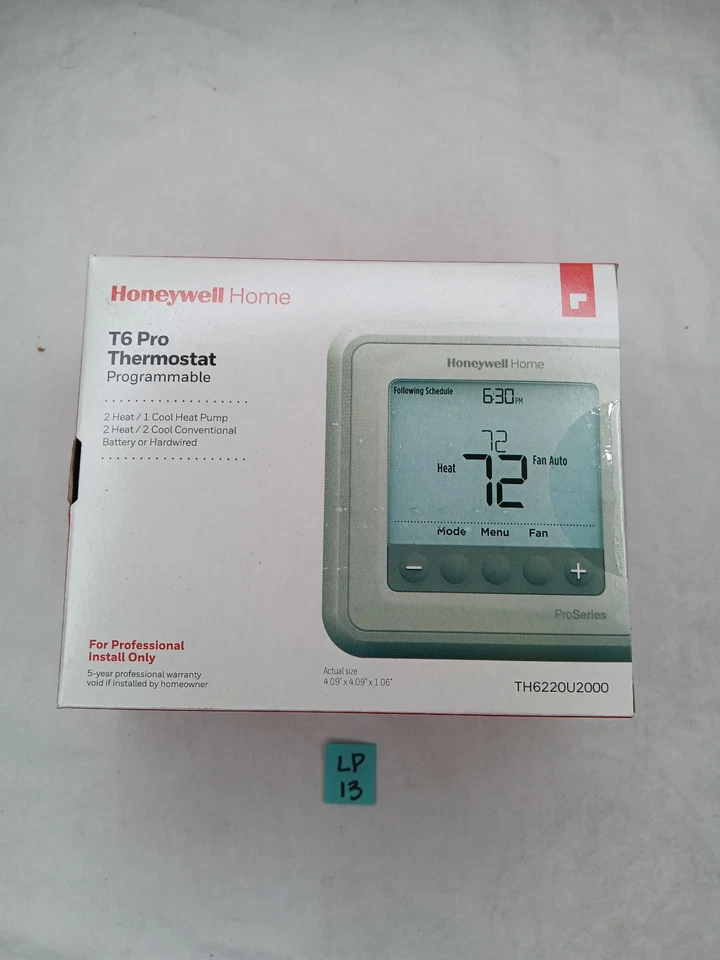 Honeywell Home
T6 Pro
Thermostat
Programmable
2 Heat / 1 Cool Heat Pump
2 Heat / 2 Cool Conventional
Battery or Hardwired
Honeywell Home
Following Schedule
6:30 PM
72
Heat
72
Fan Auto
Mode Menu Fan
− +
ProSeries
For Professional
Install Only
5-year professional warranty
void if installed by homeowner
Actual size
4.09" x 4.09" x 1.06"
TH6220U2000
LP
13